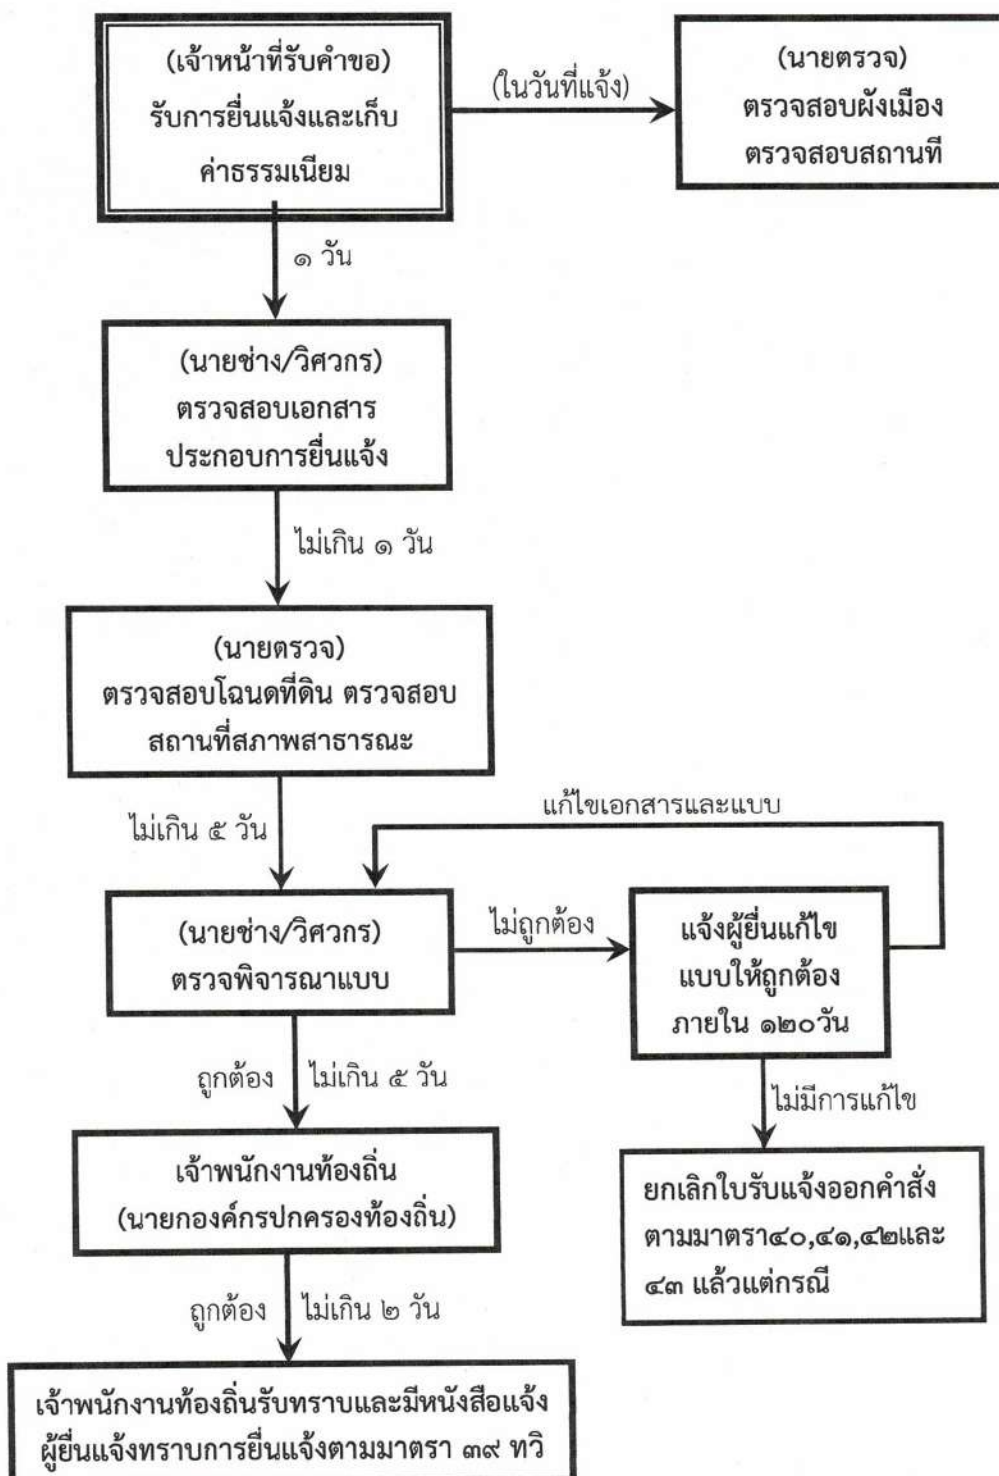 (เจ้าหน้าที่รับคำขอ)
รับการยื่นแจ้งและเก็บ
ค่าธรรมเนียม
(ในวันที่แจ้ง)
(นายตรวจ)
ตรวจสอบผังเมือง
ตรวจสอบสถานที
๑ วัน
(นายช่าง/วิศวกร)
ตรวจสอบเอกสาร
ประกอบการยื่นแจ้ง
ไม่เกิน ๑ วัน
(นายตรวจ)
ตรวจสอบโฉนดที่ดิน ตรวจสอบ
สถานที่สภาพสาธารณะ
ไม่เกิน ๕ วัน
แก้ไขเอกสารและแบบ
(นายช่าง/วิศวกร)
ตรวจพิจารณาแบบ
ไม่ถูกต้อง
แจ้งผู้ยื่นแก้ไข
แบบให้ถูกต้อง
ภายใน ๑๒๐วัน
ถูกต้อง ไม่เกิน ๕ วัน
ไม่มีการแก้ไข
เจ้าพนักงานท้องถิ่น
(นายกองค์กรปกครองท้องถิ่น)
ยกเลิกใบรับแจ้งออกคำสั่ง
ตามมาตรา๔๐,๔๑,๔๒และ
๔๓ แล้วแต่กรณี
ถูกต้อง ไม่เกิน ๒ วัน
เจ้าพนักงานท้องถิ่นรับทราบและมีหนังสือแจ้ง
ผู้ยื่นแจ้งทราบการยื่นแจ้งตามมาตรา ๓๙ ทวิ